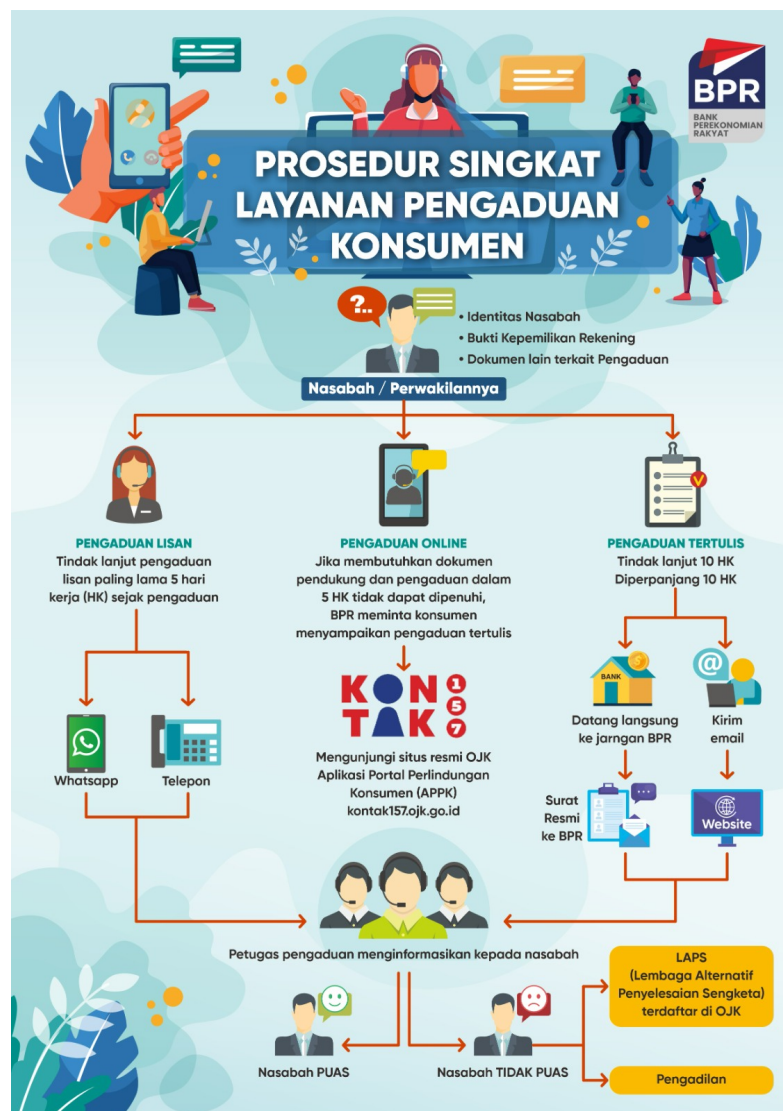 BPR
BANK
PEREKONOMIAN
RAKYAT
PROSEDUR SINGKAT
LAYANAN PENGADUAN
KONSUMEN
?..
• Identitas Nasabah
• Bukti Kepemilikan Rekening
• Dokumen lain terkait Pengaduan
Nasabah / Perwakilannya
PENGADUAN LISAN
Tindak lanjut pengaduan
lisan paling lama 5 hari
kerja (HK) sejak pengaduan
Whatsapp
Telepon
PENGADUAN ONLINE
Jika membutuhkan dokumen
pendukung dan pengaduan dalam
5 HK tidak dapat dipenuhi,
BPR meminta konsumen
menyampaikan pengaduan tertulis
KONTAK 157
Mengunjungi situs resmi OJK
Aplikasi Portal Perlindungan
Konsumen (APPK)
kontak157.ojk.go.id
PENGADUAN TERTULIS
Tindak lanjut 10 HK
Diperpanjang 10 HK
BANK
@
Datang langsung
ke jarngan BPR
Kirim
email
Surat
Resmi
ke BPR
Website
Petugas pengaduan menginformasikan kepada nasabah
Nasabah PUAS
Nasabah TIDAK PUAS
LAPS
(Lembaga Alternatif
Penyelesaian Sengketa)
terdaftar di OJK
Pengadilan